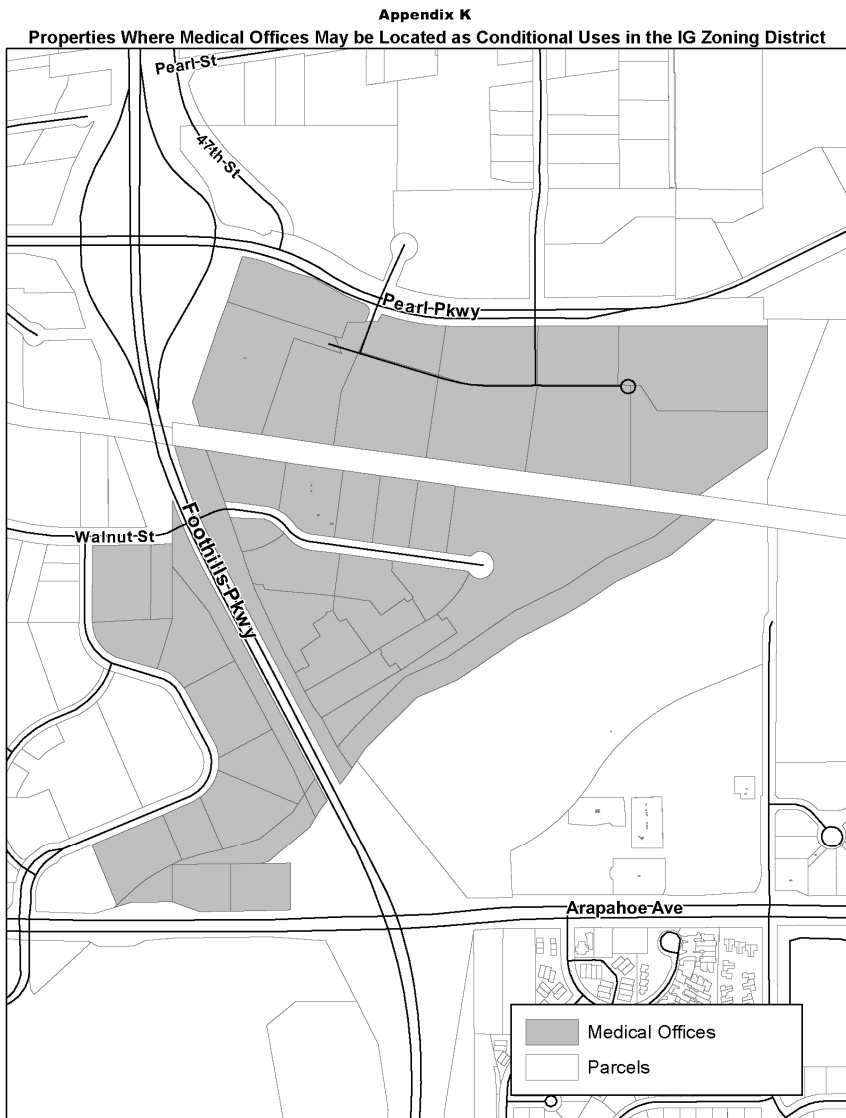 Appendix K
Properties Where Medical Offices May be Located as Conditional Uses in the IG Zoning District
Pearl St
47th St
Pearl Pkwy
Foothills Pkwy
Walnut St
Arapahoe Ave
Medical Offices
Parcels